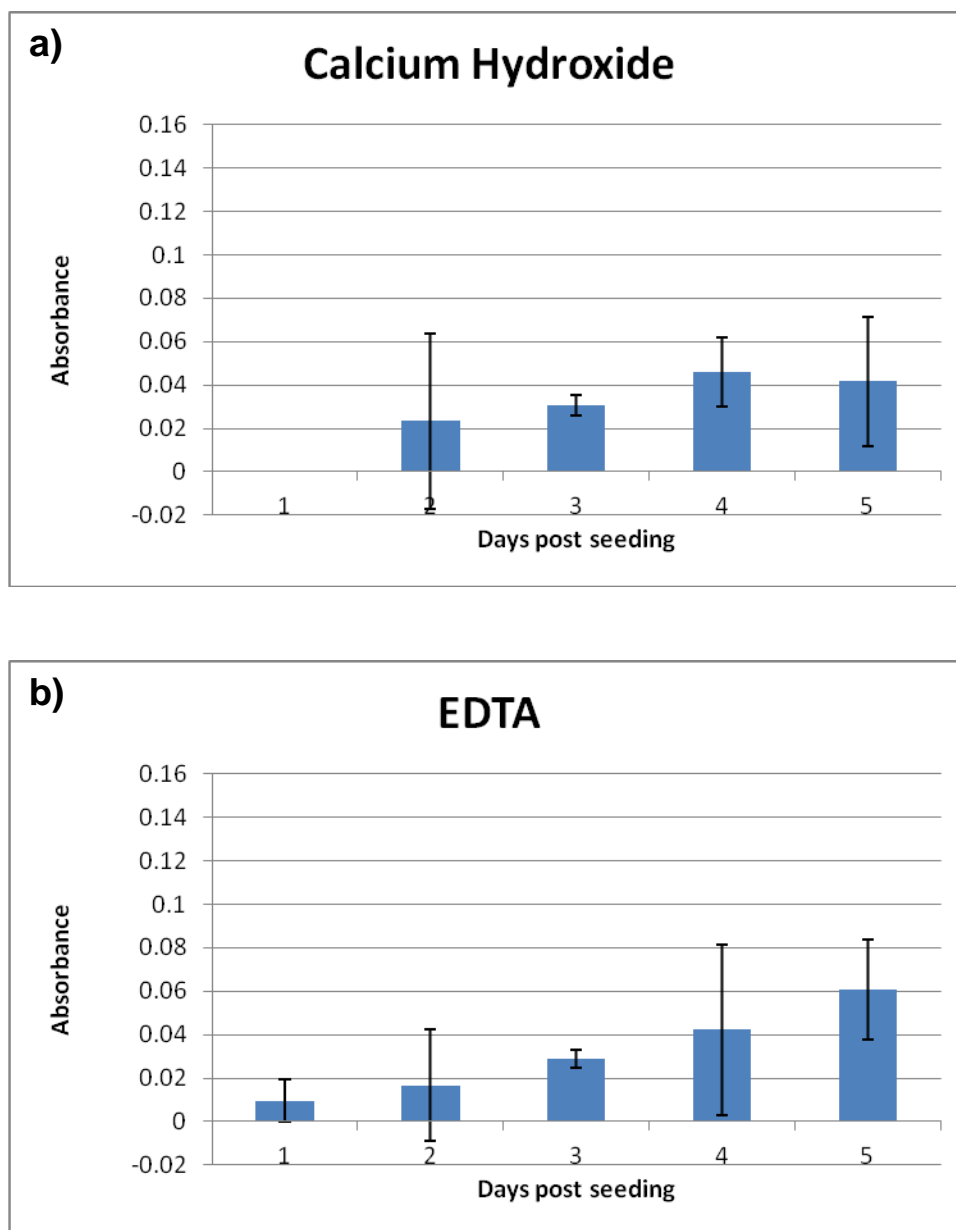 a)
Calcium Hydroxide
0.16
0.14
0.12
0.1
0.08
0.06
0.04
0.02
0
-0.02
Absorbance
1 2 3 4 5
Days post seeding
b)
EDTA
0.16
0.14
0.12
0.1
0.08
0.06
0.04
0.02
0
-0.02
Absorbance
1 2 3 4 5
Days post seeding